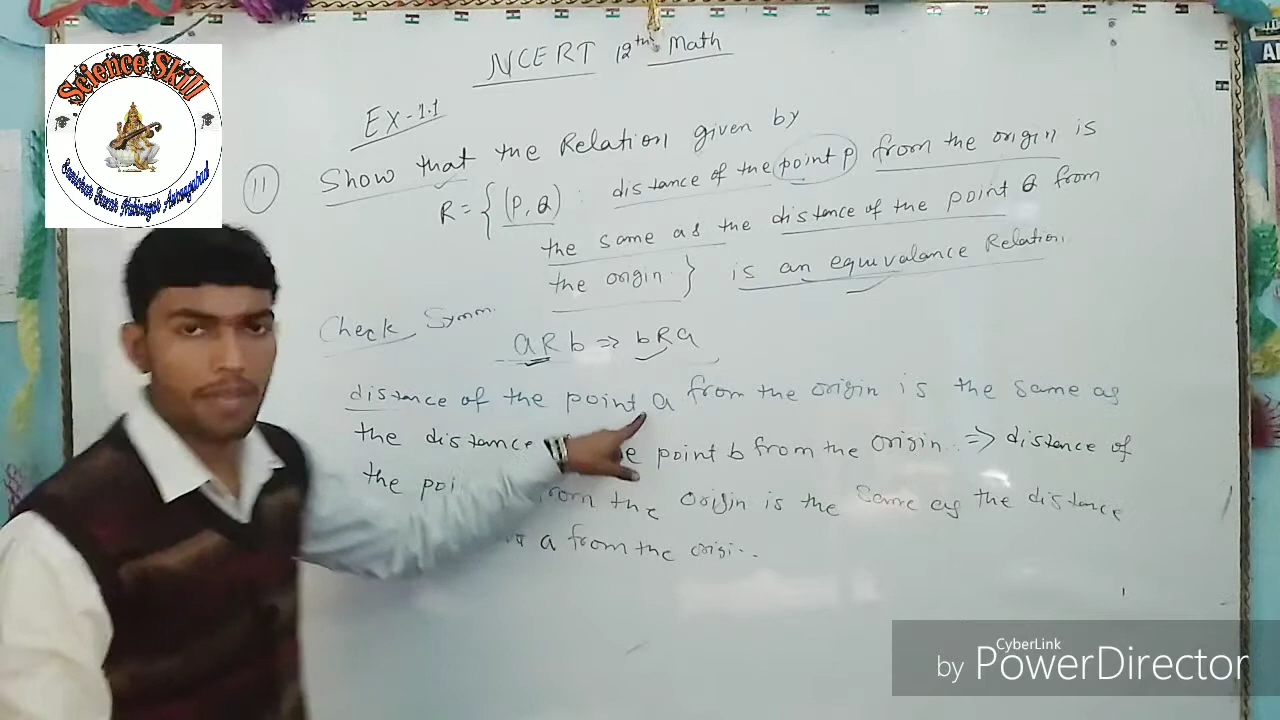 Science Skill
NCERT 12th Math
Ex-1.1
11 Show that the Relation given by
R = { (P, Q) : distance of the point P from the origin is
the same as the distance of the point Q from
the origin } is an equivalance Relation.
Check Symm.
aRb => bRa
distance of the point a from the origin is the same as
the distance point b from the origin. => distance of
the poi from the origin is the same as the distance
a from the origi..
CyberLink
by PowerDirector